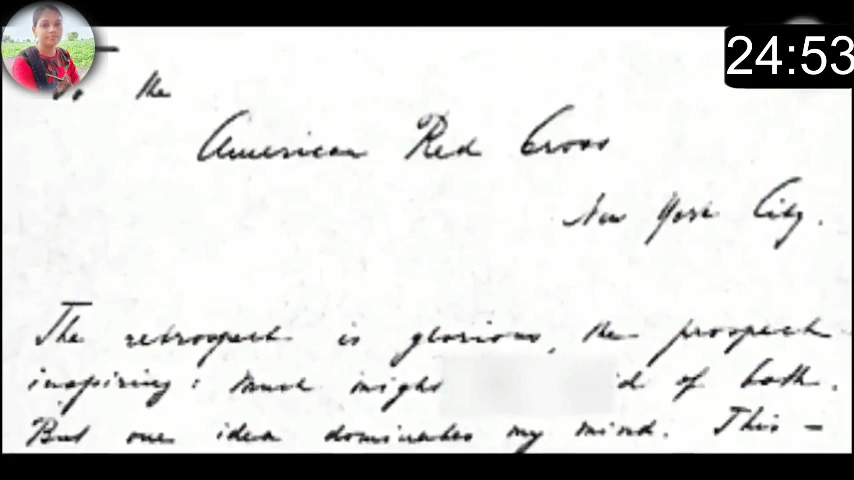 24:53
To the
American Red Cross
New York City.
The retrospect is glorious, the prospect
inspiring: Much might of both.
But one idea dominates my mind. This –